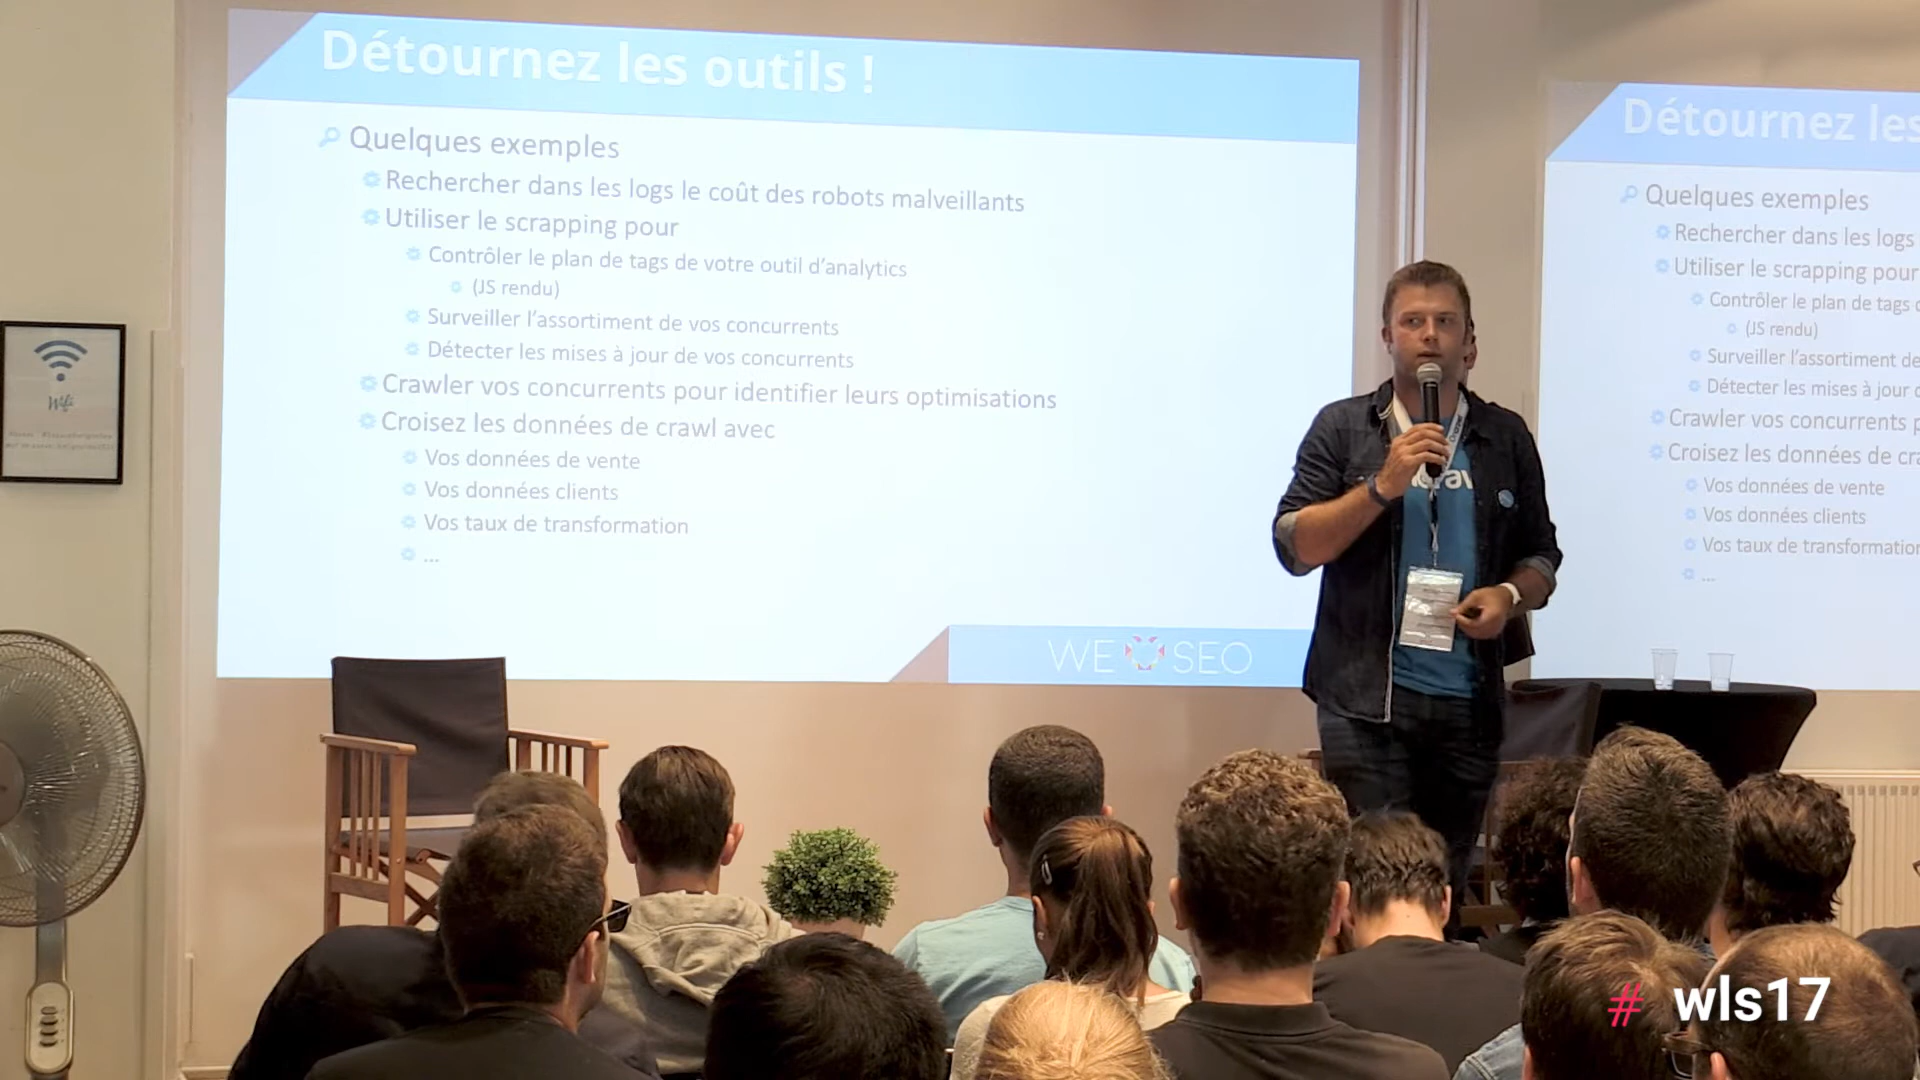 Détournez les outils !
Quelques exemples
Rechercher dans les logs le coût des robots malveillants
Utiliser le scrapping pour
Contrôler le plan de tags de votre outil d'analytics
(JS rendu)
Surveiller l'assortiment de vos concurrents
Détecter les mises à jour de vos concurrents
Crawler vos concurrents pour identifier leurs optimisations
Croisez les données de crawl avec
Vos données de vente
Vos données clients
Vos taux de transformation
...
WE SEO
Détournez les
Quelques exemples
Rechercher dans les logs
Utiliser le scrapping pour
Contrôler le plan de tags
(JS rendu)
Surveiller l'assortiment de
Détecter les mises à jour
Crawler vos concurrents
Croisez les données de
Vos données de vente
Vos données clients
Vos taux de transformation
...
Wifi
# wls17